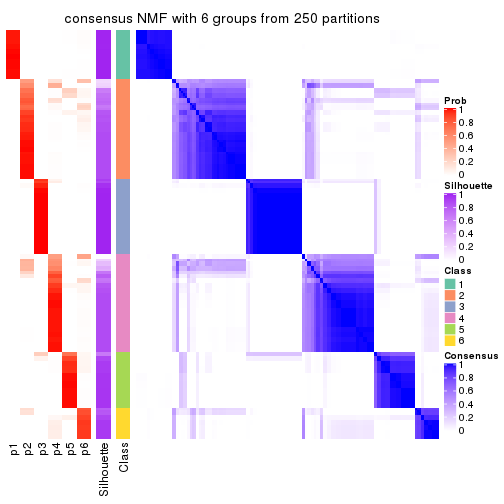 consensus NMF with 6 groups from 250 partitions
Prob
1
0.8
0.6
0.4
0.2
0
Silhouette
1
0.8
0.6
0.4
0.2
0
Class
1
2
3
4
5
6
Consensus
1
0.8
0.6
0.4
0.2
0
p1
p2
p3
p4
p5
p6
Silhouette
Class